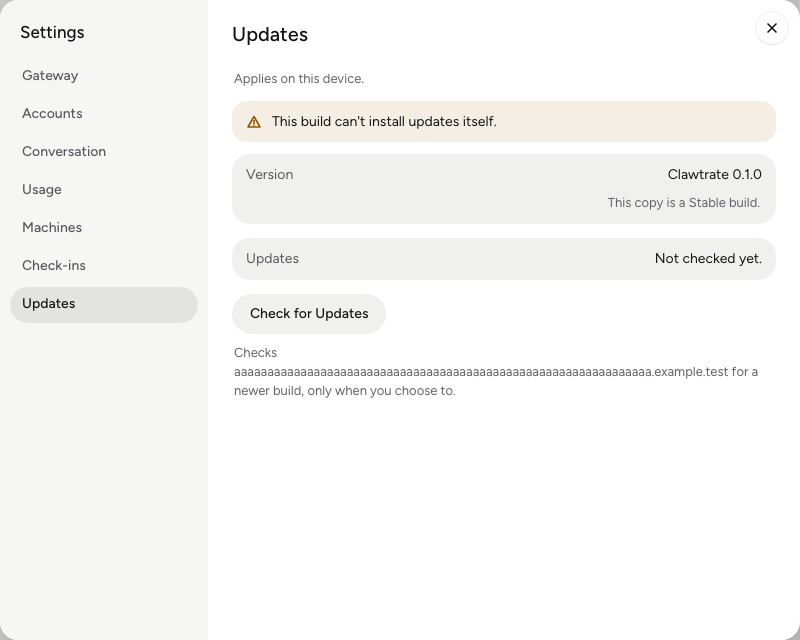 Settings
Gateway
Accounts
Conversation
Usage
Machines
Check-ins
Updates
Updates
Applies on this device.
This build can't install updates itself.
Version
Clawtrate 0.1.0
This copy is a Stable build.
Updates
Not checked yet.
Check for Updates
Checks
aaaaaaaaaaaaaaaaaaaaaaaaaaaaaaaaaaaaaaaaaaaaaaaaaaaaaaaaaaaaaaa.example.test for a
newer build, only when you choose to.